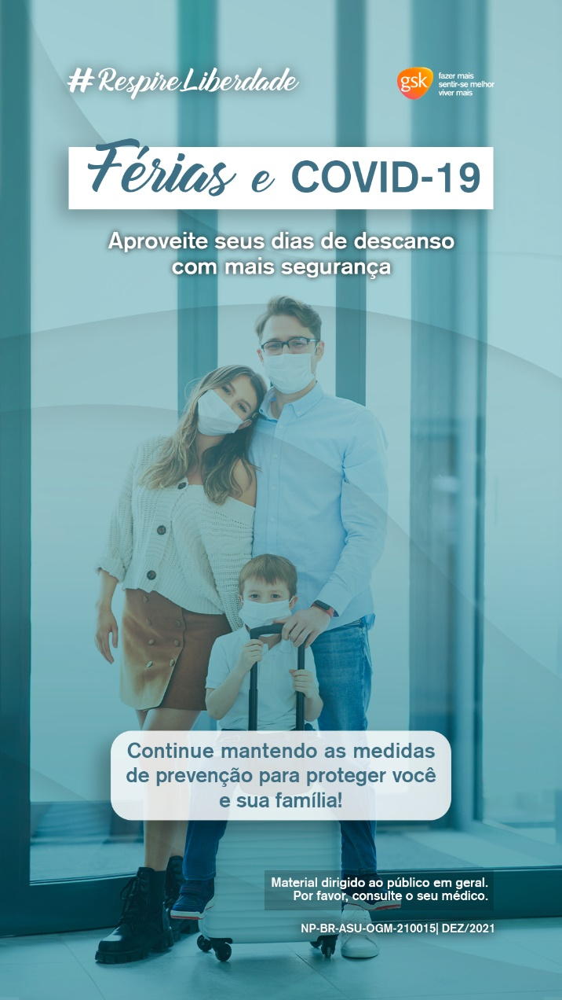 #RespireLiberdade
gsk
fazer mais
sentir-se melhor
viver mais
Férias e COVID-19
Aproveite seus dias de descanso
com mais segurança
Continue mantendo as medidas
de prevenção para proteger você
e sua família!
Material dirigido ao público em geral.
Por favor, consulte o seu médico.
NP-BR-ASU-OGM-210015| DEZ/2021